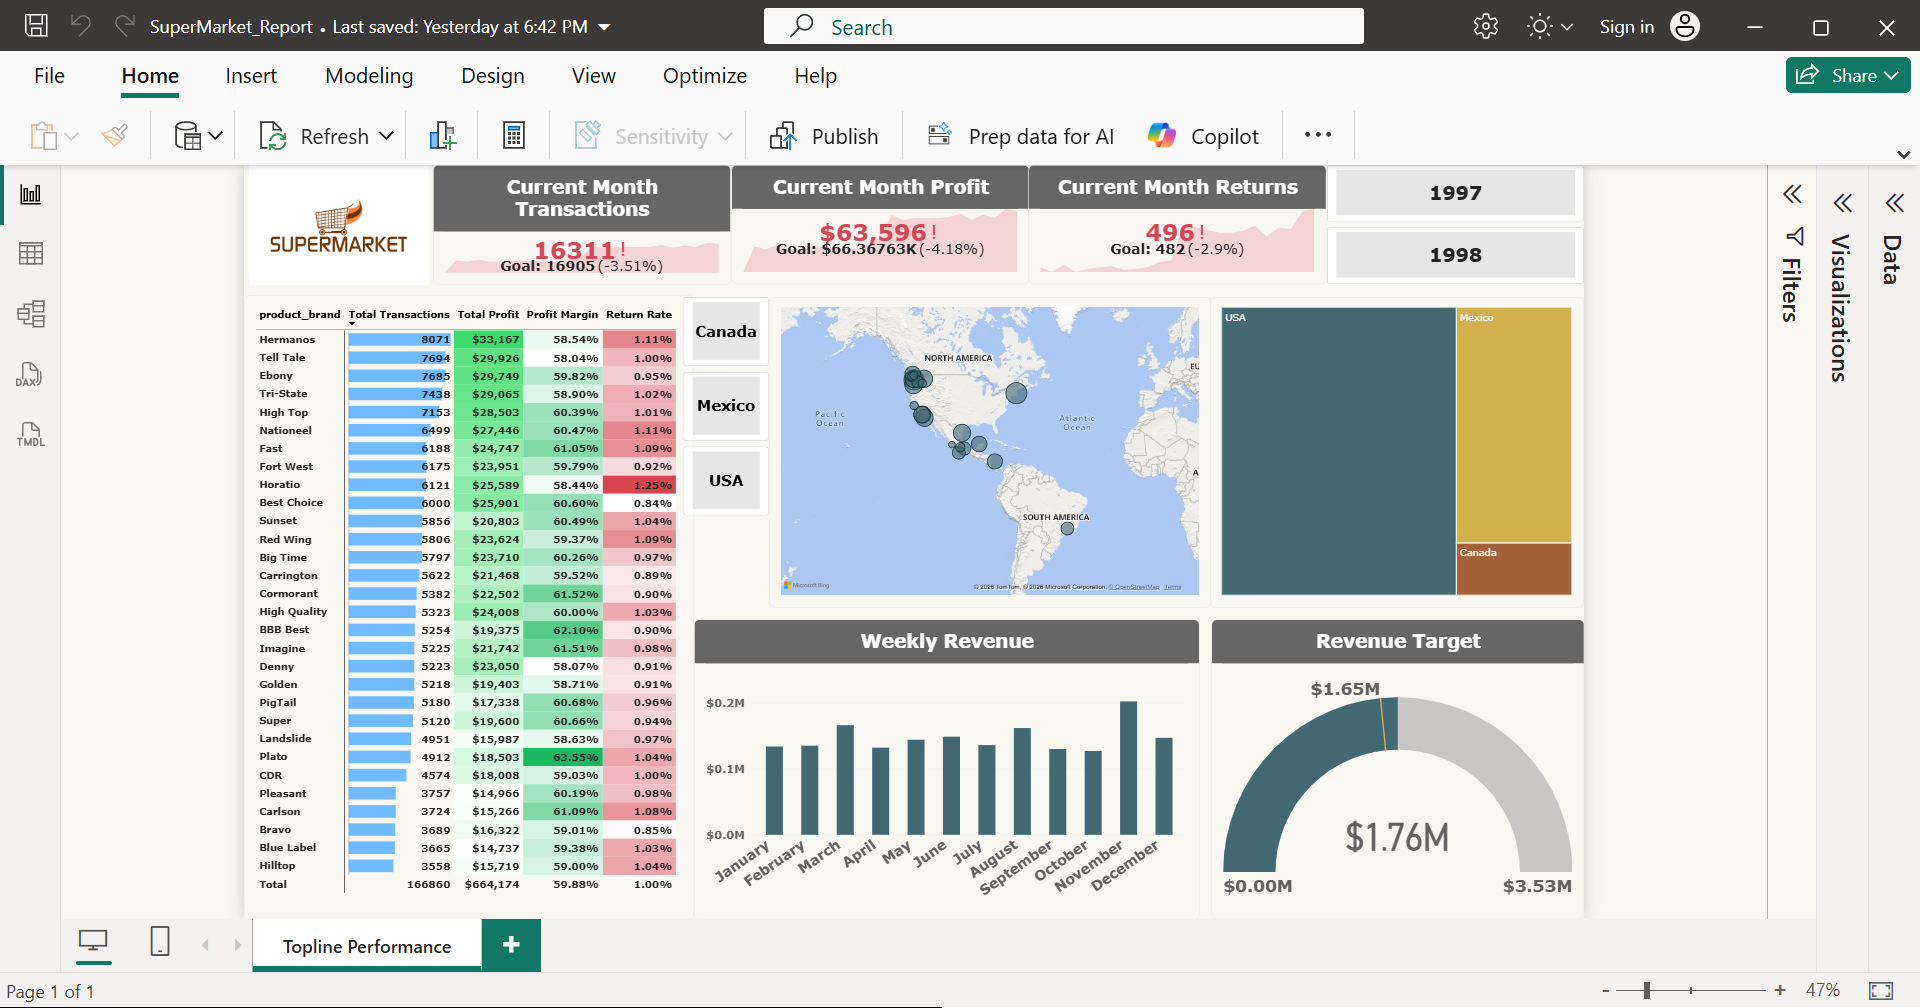 SuperMarket_Report • Last saved: Yesterday at 6:42 PM
Search
Sign in
File Home Insert Modeling Design View Optimize Help
Share
Refresh
Sensitivity
Publish
Prep data for AI
Copilot
SUPERMARKET
Current Month
Transactions
16311 !
Goal: 16905 (-3.51%)
Current Month Profit
$63,596 !
Goal: $66.36763K (-4.18%)
Current Month Returns
496 !
Goal: 482 (-2.9%)
1997
1998
product_brand Total Transactions Total Profit Profit Margin Return Rate
Hermanos 8071 $33,167 58.54% 1.11%
Tell Tale 7694 $29,926 58.04% 1.00%
Ebony 7685 $29,749 59.82% 0.95%
Tri-State 7438 $29,065 58.90% 1.02%
High Top 7153 $28,503 60.39% 1.01%
Nationeel 6499 $27,446 60.47% 1.11%
Fast 6188 $24,747 61.05% 1.09%
Fort West 6175 $23,951 59.79% 0.92%
Horatio 6121 $25,589 58.44% 1.25%
Best Choice 6000 $25,901 60.60% 0.84%
Sunset 5856 $20,803 60.49% 1.04%
Red Wing 5806 $23,624 59.37% 1.09%
Big Time 5797 $23,710 60.26% 0.97%
Carrington 5622 $21,468 59.52% 0.89%
Cormorant 5382 $22,502 61.52% 0.90%
High Quality 5323 $24,008 60.00% 1.03%
BBB Best 5254 $19,375 62.10% 0.90%
Imagine 5225 $21,742 61.51% 0.98%
Denny 5223 $23,050 58.07% 0.91%
Golden 5218 $19,403 58.71% 0.91%
PigTail 5180 $17,338 60.68% 0.96%
Super 5120 $19,600 60.66% 0.94%
Landslide 4951 $15,987 58.63% 0.97%
Plato 4912 $18,503 63.55% 1.04%
CDR 4574 $18,008 59.03% 1.00%
Pleasant 3757 $14,966 60.19% 0.98%
Carlson 3724 $15,266 61.09% 1.08%
Bravo 3689 $16,322 59.01% 0.85%
Blue Label 3665 $14,737 59.38% 1.03%
Hilltop 3558 $15,719 59.00% 1.04%
Total 166860 $664,174 59.88% 1.00%
Canada
Mexico
USA
NORTH AMERICA
EU
Pacific
Ocean
Atlantic
Ocean
A
SOUTH AMERICA
Microsoft Bing
© 2026 TomTom, © 2026 Microsoft Corporation, © OpenStreetMap Terms
USA
Mexico
Canada
Weekly Revenue
$0.2M
$0.1M
$0.0M
January February March April May June July August September October November December
Revenue Target
$1.65M
$1.76M
$0.00M
$3.53M
Filters
Visualizations
Data
DAX
TMDL
Topline Performance
+
Page 1 of 1
- + 47%